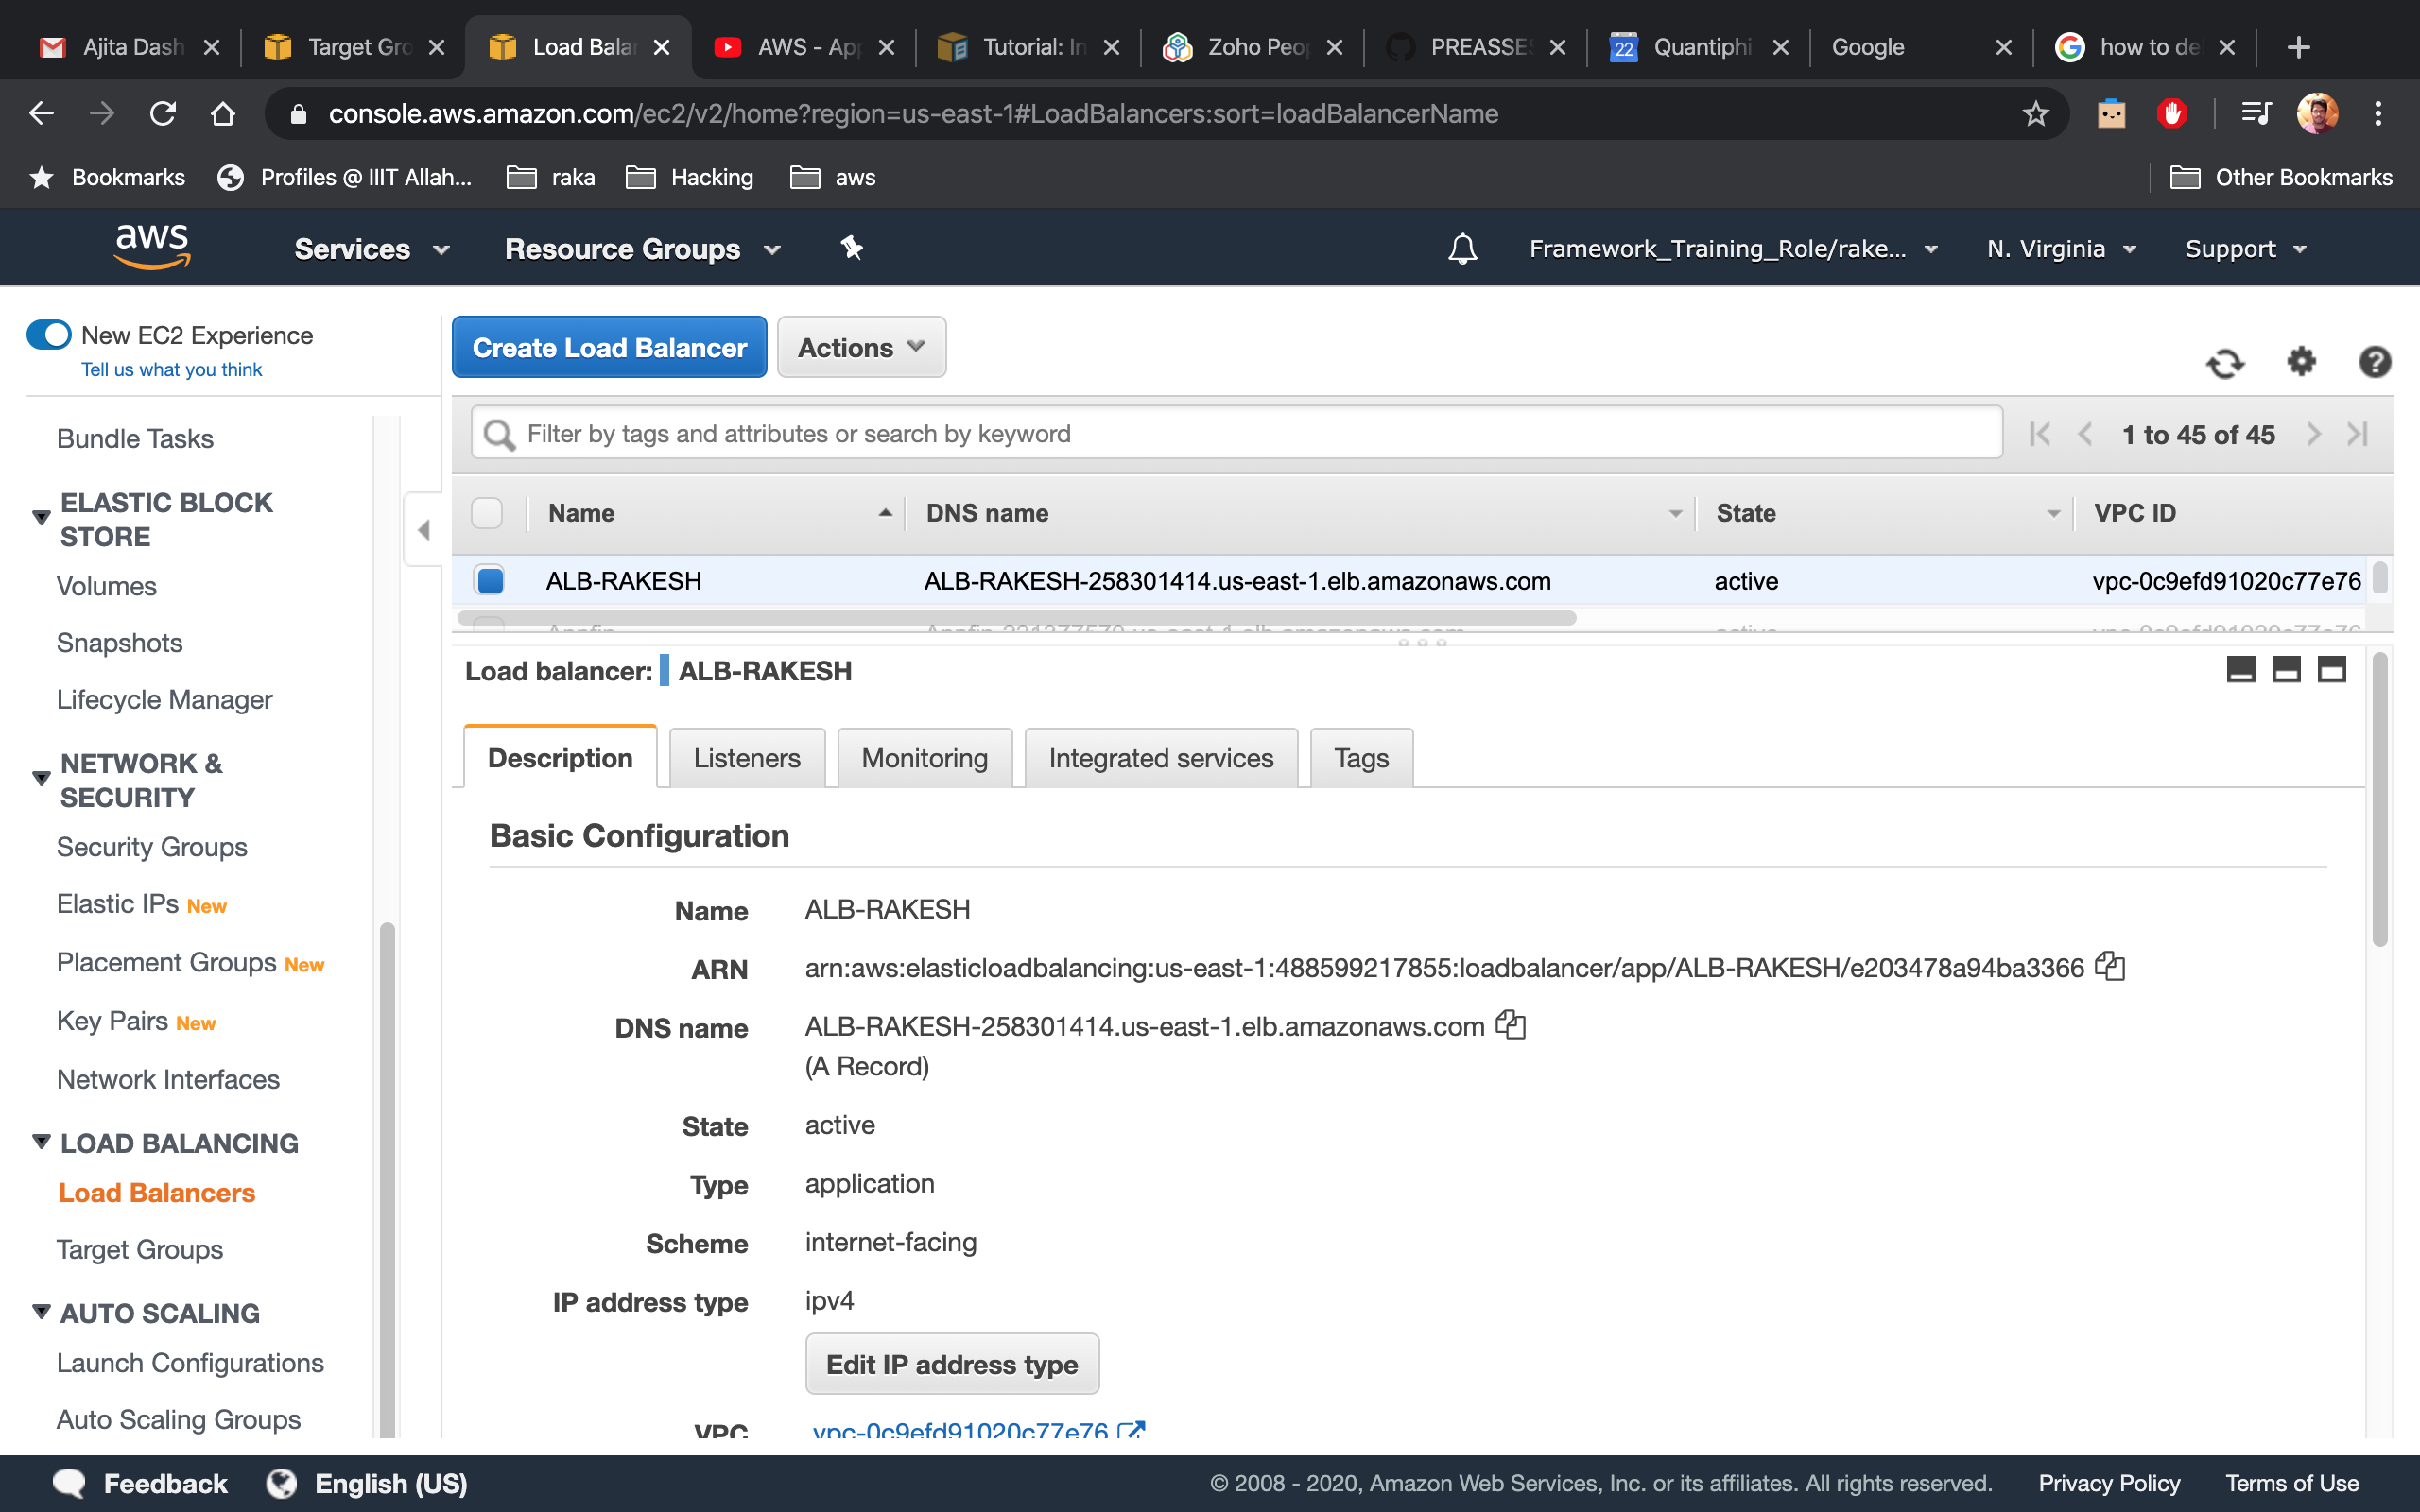 Ajita Dash
Target Gro
Load Balar
AWS - App
Tutorial: In
Zoho Peop
PREASSES
22
Quantiphi
Google
how to de
console.aws.amazon.com/ec2/v2/home?region=us-east-1#LoadBalancers:sort=loadBalancerName
Bookmarks
Profiles @ IIIT Allah...
raka
Hacking
aws
Other Bookmarks
aws
Services
Resource Groups
Framework_Training_Role/rake...
N. Virginia
Support
New EC2 Experience
Tell us what you think
Bundle Tasks
ELASTIC BLOCK
STORE
Volumes
Snapshots
Lifecycle Manager
NETWORK &
SECURITY
Security Groups
Elastic IPs New
Placement Groups New
Key Pairs New
Network Interfaces
LOAD BALANCING
Load Balancers
Target Groups
AUTO SCALING
Launch Configurations
Auto Scaling Groups
Create Load Balancer
Actions
Filter by tags and attributes or search by keyword
1 to 45 of 45
Name
DNS name
State
VPC ID
ALB-RAKESH
ALB-RAKESH-258301414.us-east-1.elb.amazonaws.com
active
vpc-0c9efd91020c77e76
Load balancer: ALB-RAKESH
Description
Listeners
Monitoring
Integrated services
Tags
Basic Configuration
Name ALB-RAKESH
ARN arn:aws:elasticloadbalancing:us-east-1:488599217855:loadbalancer/app/ALB-RAKESH/e203478a94ba3366
DNS name ALB-RAKESH-258301414.us-east-1.elb.amazonaws.com
(A Record)
State active
Type application
Scheme internet-facing
IP address type ipv4
Edit IP address type
VPC vpc-0c9efd91020c77e76
Feedback
English (US)
© 2008 - 2020, Amazon Web Services, Inc. or its affiliates. All rights reserved.
Privacy Policy
Terms of Use